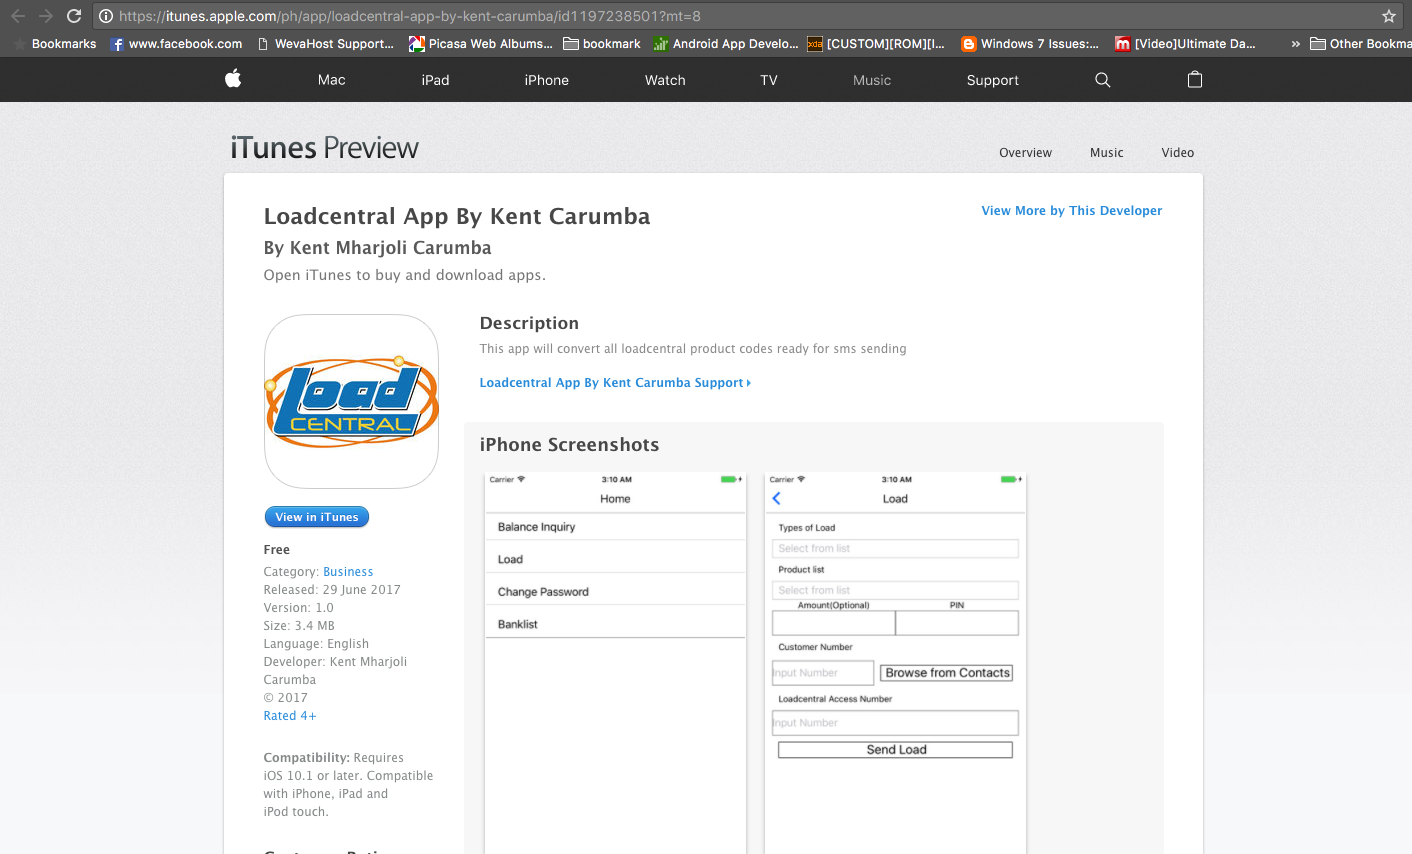 https://itunes.apple.com/ph/app/loadcentral-app-by-kent-carumba/id1197238501?mt=8
Bookmarks www.facebook.com WevaHost Support... Picasa Web Albums... bookmark Android App Develo... xda [CUSTOM][ROM][I... Windows 7 Issues:... [Video]Ultimate Da... » Other Bookma
Mac iPad iPhone Watch TV Music Support
iTunes Preview
Overview Music Video
Loadcentral App By Kent Carumba
View More by This Developer
By Kent Mharjoli Carumba
Open iTunes to buy and download apps.
Load
CENTRAL
View in iTunes
Free
Category: Business
Released: 29 June 2017
Version: 1.0
Size: 3.4 MB
Language: English
Developer: Kent Mharjoli
Carumba
© 2017
Rated 4+
Compatibility: Requires
iOS 10.1 or later. Compatible
with iPhone, iPad and
iPod touch.
Description
This app will convert all loadcentral product codes ready for sms sending
Loadcentral App By Kent Carumba Support
iPhone Screenshots
Carrier 3:10 AM
Home
Balance Inquiry
Load
Change Password
Banklist
Carrier 3:10 AM
Load
Types of Load
Select from list
Product list
Select from list
Amount(Optional) PIN
Customer Number
Input Number Browse from Contacts
Loadcentral Access Number
Input Number
Send Load